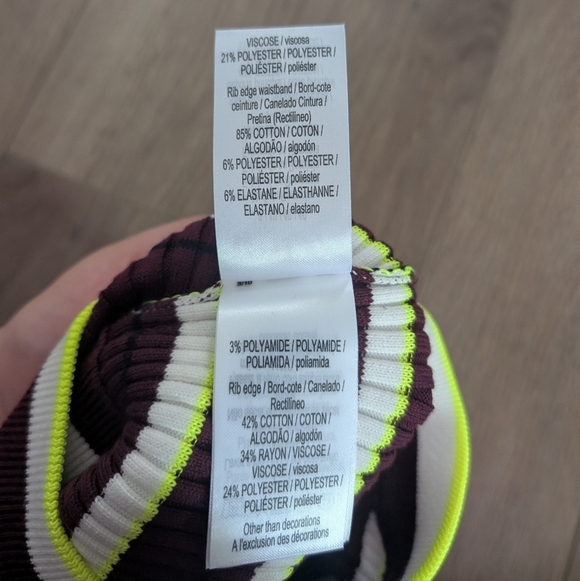 VISCOSE / viscosa
21% POLYESTER / POLYESTER /
POLIÉSTER / poliéster
Rib edge waistband / Bord-cote
ceinture / Canelado Cintura /
Pretina (Rectilineo)
85% COTTON / COTON /
ALGODÃO / algodón
6% POLYESTER / POLYESTER /
POLIÉSTER / poliéster
6% ELASTANE / ELASTHANNE /
ELASTANO / elastano
3% POLYAMIDE / POLYAMIDE /
POLIAMIDA / poliamida
Rib edge / Bord-cote / Canelado /
Rectilineo
42% COTTON / COTON /
ALGODÃO / algodón
34% RAYON / VISCOSE /
VISCOSE / viscosa
24% POLYESTER / POLYESTER /
POLIÉSTER / poliéster
Other than decorations
A l'exclusion des décorations